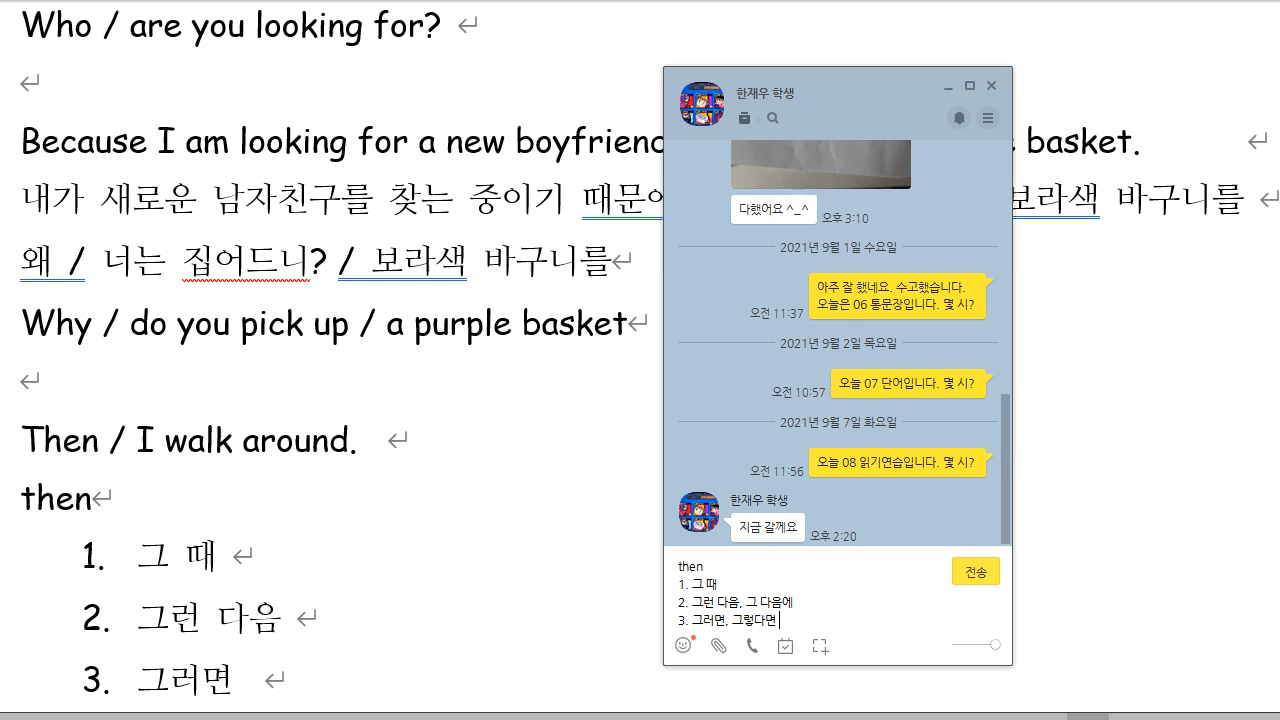 Who / are you looking for?
Because I am looking for a new boyfriend basket.
내가 새로운 남자친구를 찾는 중이기 보라색 바구니를
왜 / 너는 집어드니? / 보라색 바구니를
Why / do you pick up / a purple basket
Then / I walk around.
then
1. 그 때
2. 그런 다음
3. 그러면
한재우 학생
다했어요 ^_^
오후 3:10
2021년 9월 1일 수요일
아주 잘 했네요. 수고했습니다.
오늘은 06 통문장입니다. 몇 시?
오전 11:37
2021년 9월 2일 목요일
오늘 07 단어입니다. 몇 시?
오전 10:57
2021년 9월 7일 화요일
오늘 08 읽기연습입니다. 몇 시?
오전 11:56
한재우 학생
지금 갈께요
오후 2:20
then
1. 그 때
2. 그런 다음, 그 다음에
3. 그러면, 그렇다면
전송